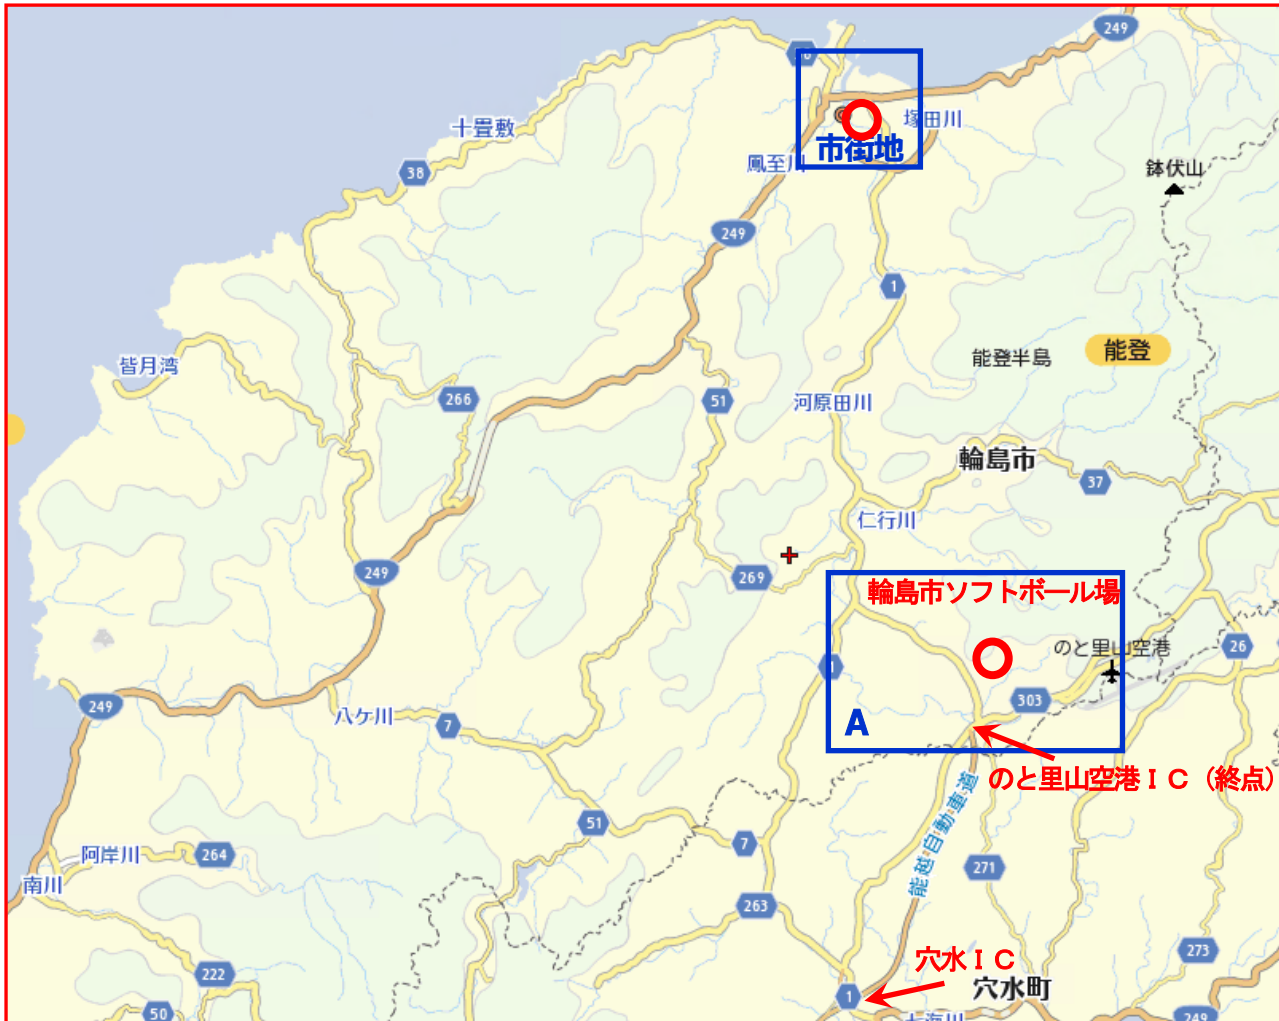 249
38
十畳敷
塚田川
市街地
鳳至川
鉢伏山
38
249
1
能登半島
能登
皆月湾
266
51
河原田川
輪島市
37
仁行川
249
269
輪島市ソフトボール場
のと里山空港
26
1
303
249
八ケ川
7
A
のと里山空港ＩＣ（終点）
能越自動車道
51
7
阿岸川
264
271
南川
263
222
273
穴水ＩＣ
穴水町
1
50
249